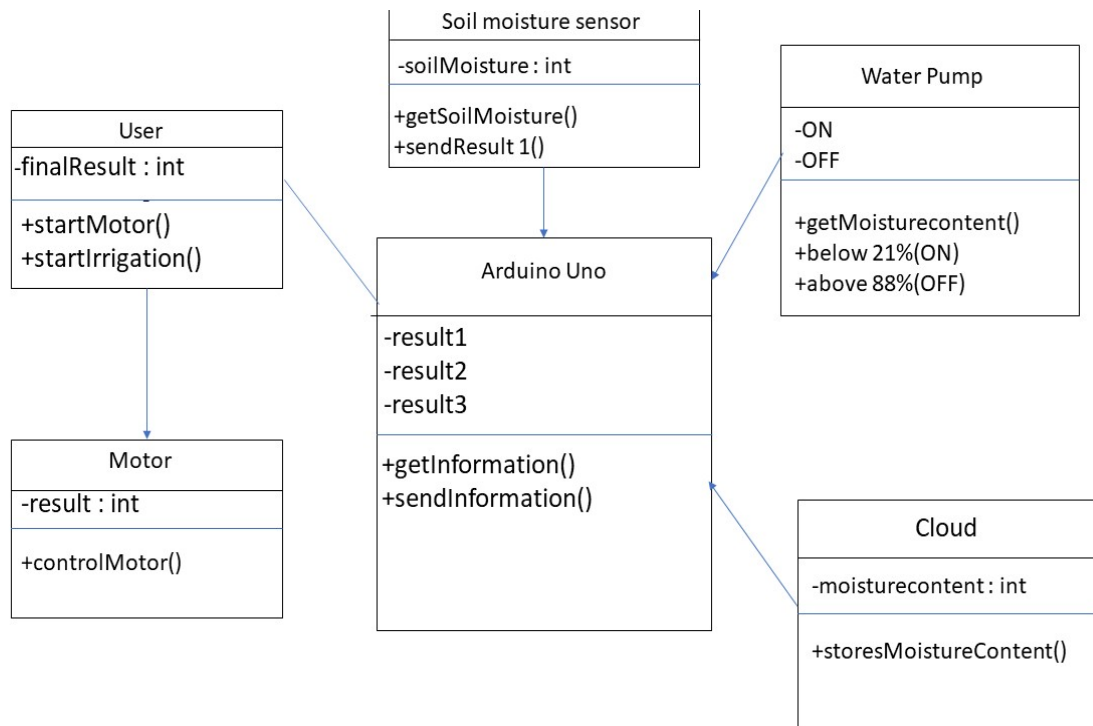 Soil moisture sensor
-soilMoisture : int
+getSoilMoisture()
+sendResult 1()
Water Pump
-ON
-OFF
+getMoisturecontent()
+below 21%(ON)
+above 88%(OFF)
User
-finalResult : int
+startMotor()
+startIrrigation()
Arduino Uno
-result1
-result2
-result3
+getInformation()
+sendInformation()
Motor
-result : int
+controlMotor()
Cloud
-moisturecontent : int
+storesMoistureContent()